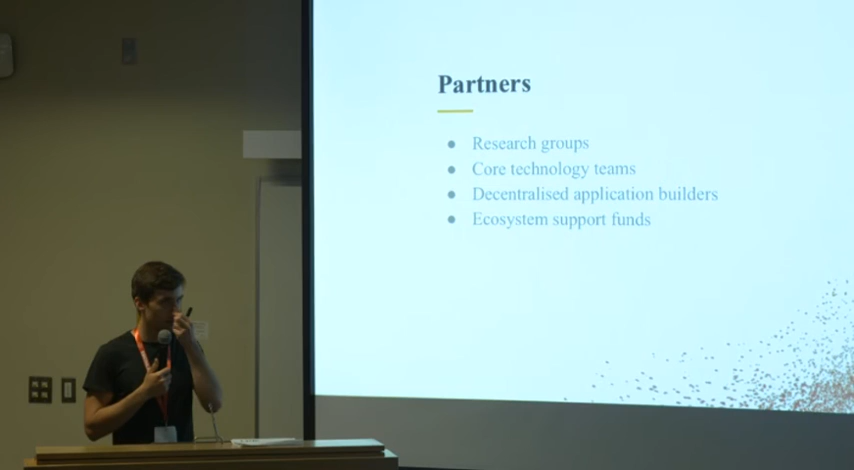 Partners
● Research groups
● Core technology teams
● Decentralised application builders
● Ecosystem support funds